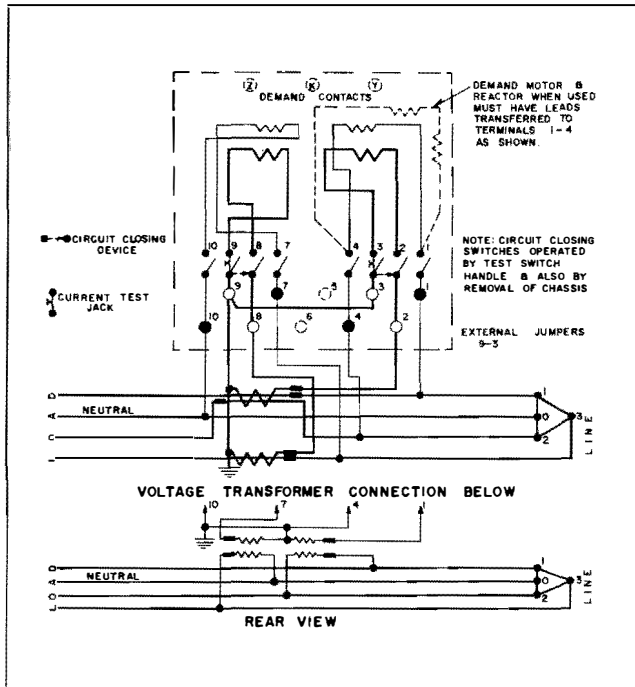 Z K Y
DEMAND CONTACTS
DEMAND MOTOR &
REACTOR WHEN USED
MUST HAVE LEADS
TRANSFERRED TO
TERMINALS 1-4
AS SHOWN.
CIRCUIT CLOSING
DEVICE
CURRENT TEST
JACK
10 9 8 7 4 3 2
9 7 5 3 1
10 8 6 4 2
NOTE: CIRCUIT CLOSING
SWITCHES OPERATED
BY TEST SWITCH
HANDLE & ALSO BY
REMOVAL OF CHASSIS
EXTERNAL JUMPERS
9-3
LOAD
NEUTRAL
1
0
2
3
LINE
VOLTAGE TRANSFORMER CONNECTION BELOW
10 7 4 1
LOAD
NEUTRAL
1
0
2
3
LINE
REAR VIEW